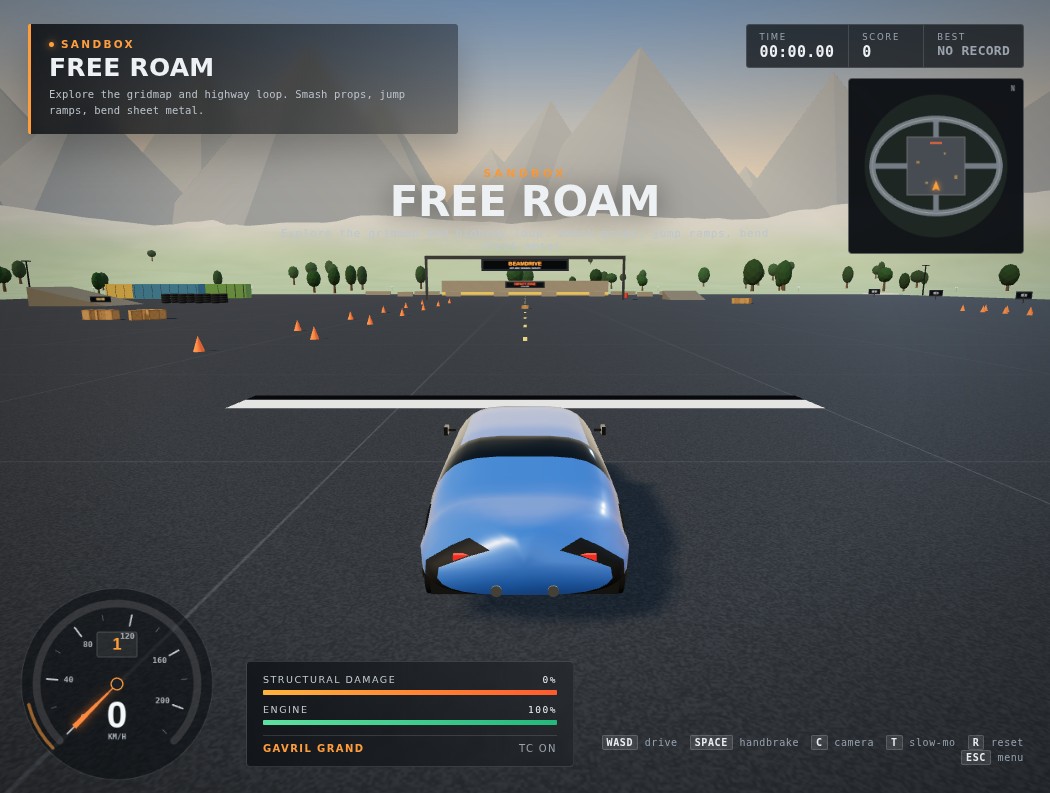 SANDBOX
FREE ROAM
Explore the gridmap and highway loop. Smash props, jump
ramps, bend sheet metal.
TIME
00:00.00
SCORE
0
BEST
NO RECORD
N
SANDBOX
FREE ROAM
BEAMDRIVE
80
120
160
40
200
1
0
KM/H
STRUCTURAL DAMAGE 0%
ENGINE 100%
GAVRIL GRAND TC ON
WASD drive SPACE handbrake C camera T slow-mo R reset
ESC menu